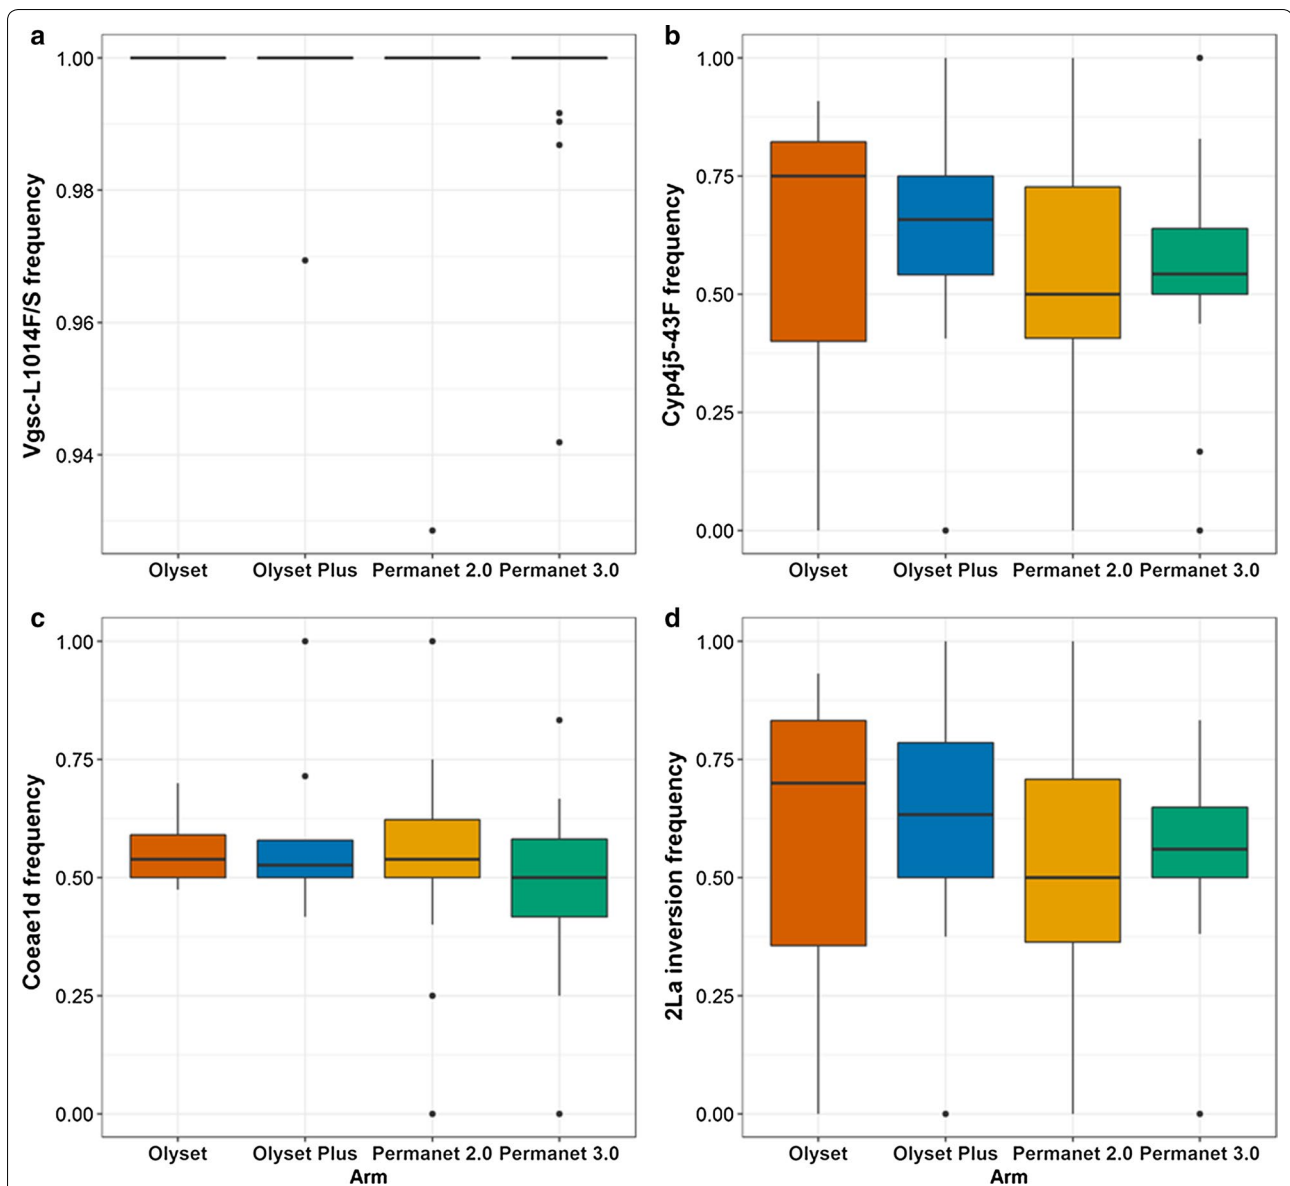 a
Vgsc-L1014F/S frequency
1.00
0.98
0.96
0.94
Olyset Olyset Plus Permanet 2.0 Permanet 3.0
b
Cyp4j5-43F frequency
1.00
0.75
0.50
0.25
0.00
Olyset Olyset Plus Permanet 2.0 Permanet 3.0
c
Coeae1d frequency
1.00
0.75
0.50
0.25
0.00
Olyset Olyset Plus Permanet 2.0 Permanet 3.0
Arm
d
2La inversion frequency
1.00
0.75
0.50
0.25
0.00
Olyset Olyset Plus Permanet 2.0 Permanet 3.0
Arm